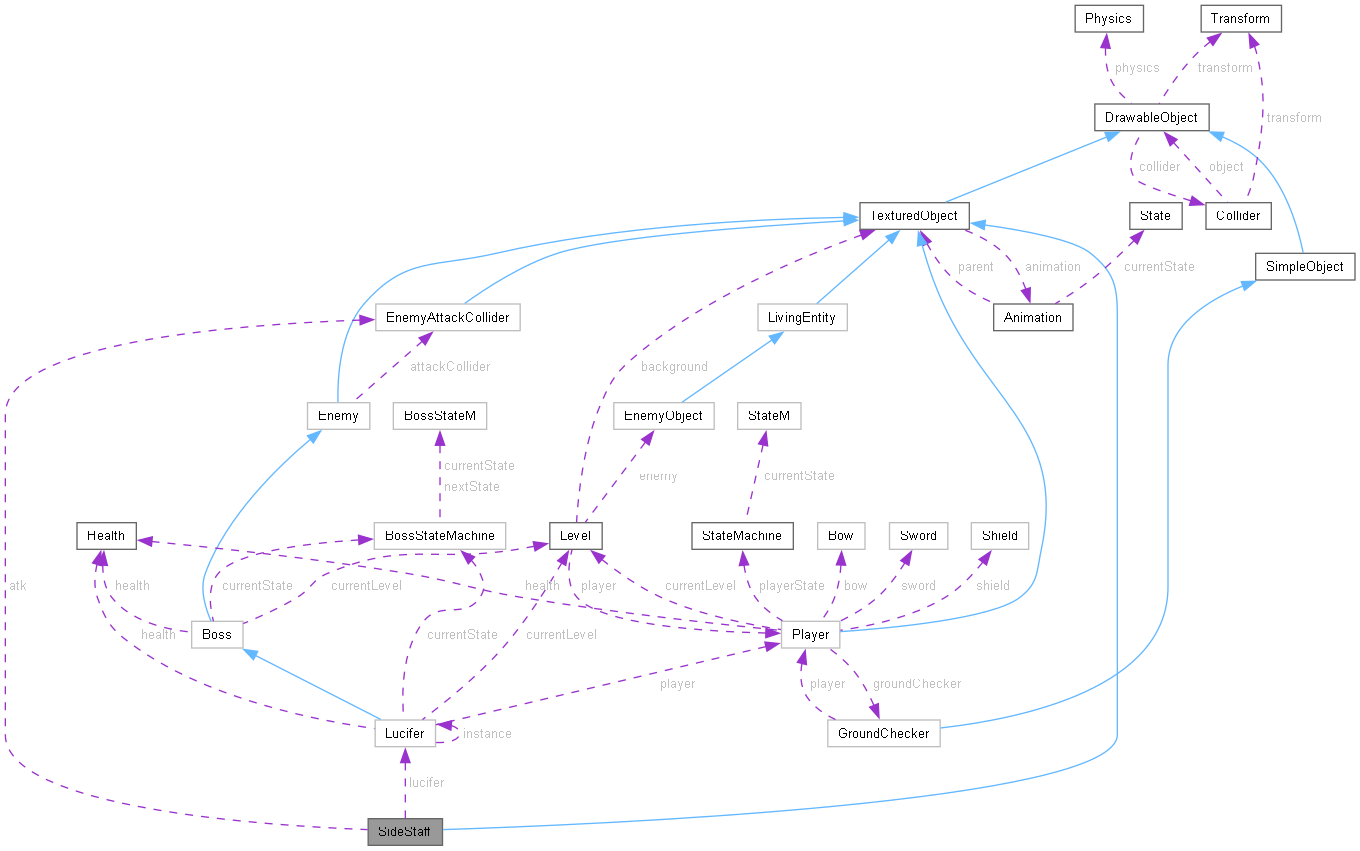 Physics
Transform
physics
transform
DrawableObject
transform
collider
object
TexturedObject
State
Collider
parent
animation
currentState
SimpleObject
EnemyAttackCollider
LivingEntity
Animation
attackCollider
background
Enemy
BossStateM
EnemyObject
StateM
currentState
nextState
enemy
currentState
Health
BossStateMachine
Level
StateMachine
Bow
Sword
Shield
atk
health
currentState
currentLevel
health
player
currentLevel
playerState
bow
sword
shield
Boss
Player
health
currentState
currentLevel
player
player
groundChecker
Lucifer
instance
GroundChecker
lucifer
SideStaff